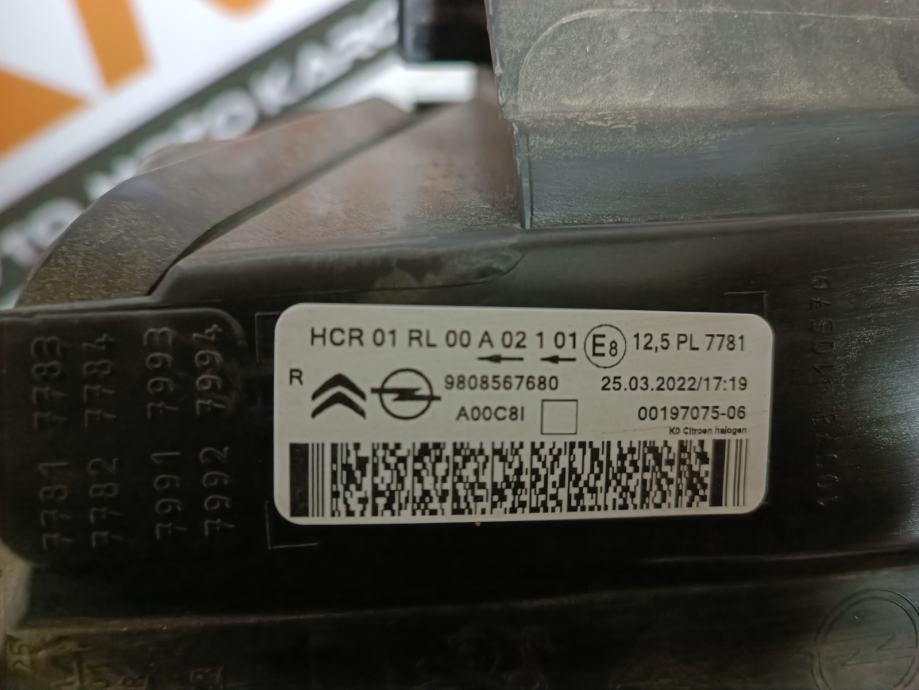 HCR 01 RL 00 A 02 1 01 E8 12,5 PL 7781
R 9808567680 25.03.2022/17:19
A00C8I 00197075-06
K0 Citroen halogen
7781 7783
7782 7784
7991 7993
7992 7994